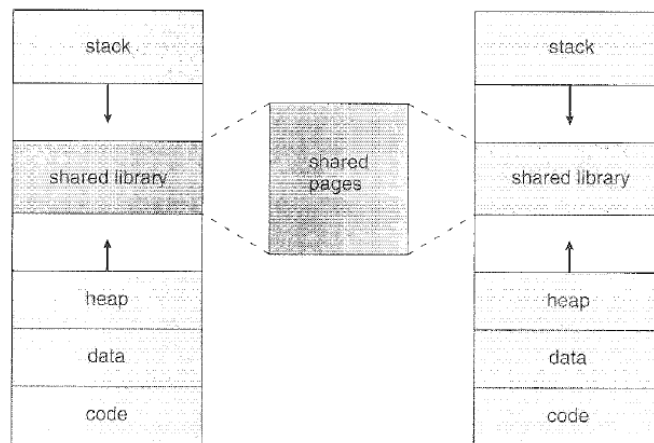 stack
shared library
heap
data
code
shared
pages
stack
shared library
heap
data
code